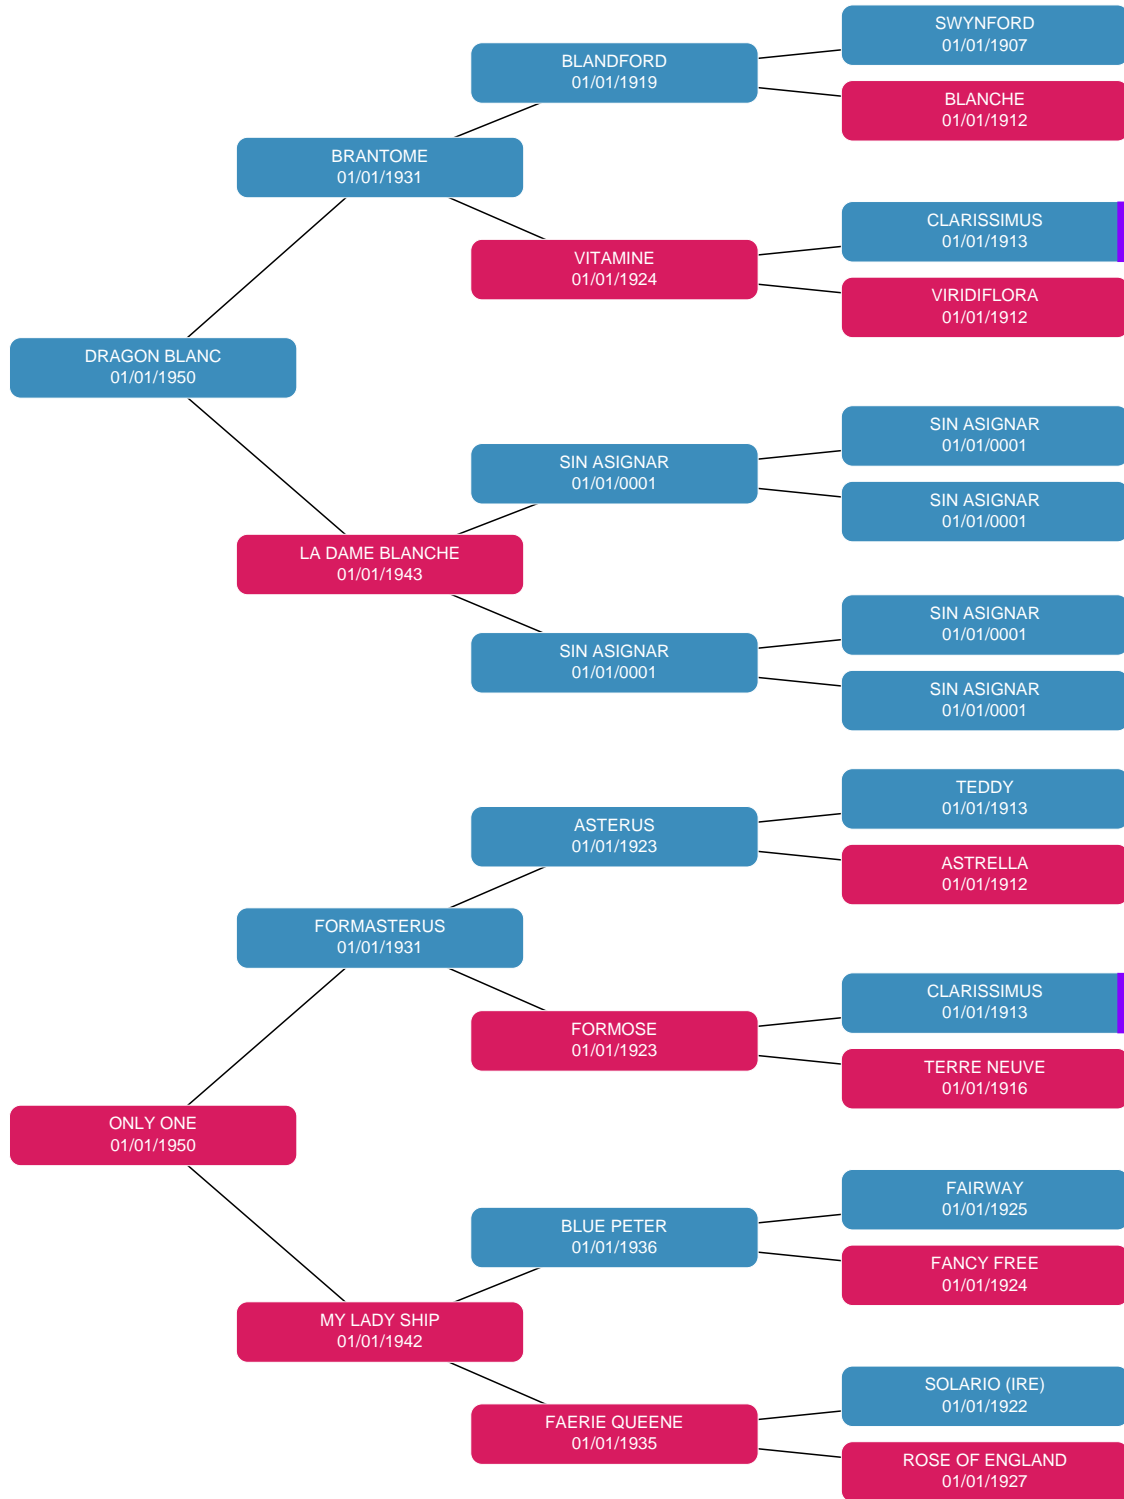 SWYNFORD
01/01/1907
BLANDFORD
01/01/1919
BLANCHE
01/01/1912
BRANTOME
01/01/1931
CLARISSIMUS
01/01/1913
VITAMINE
01/01/1924
VIRIDIFLORA
01/01/1912
DRAGON BLANC
01/01/1950
SIN ASIGNAR
01/01/0001
SIN ASIGNAR
01/01/0001
SIN ASIGNAR
01/01/0001
LA DAME BLANCHE
01/01/1943
SIN ASIGNAR
01/01/0001
SIN ASIGNAR
01/01/0001
SIN ASIGNAR
01/01/0001
TEDDY
01/01/1913
ASTERUS
01/01/1923
ASTRELLA
01/01/1912
FORMASTERUS
01/01/1931
CLARISSIMUS
01/01/1913
FORMOSE
01/01/1923
TERRE NEUVE
01/01/1916
ONLY ONE
01/01/1950
FAIRWAY
01/01/1925
BLUE PETER
01/01/1936
FANCY FREE
01/01/1924
MY LADY SHIP
01/01/1942
SOLARIO (IRE)
01/01/1922
FAERIE QUEENE
01/01/1935
ROSE OF ENGLAND
01/01/1927